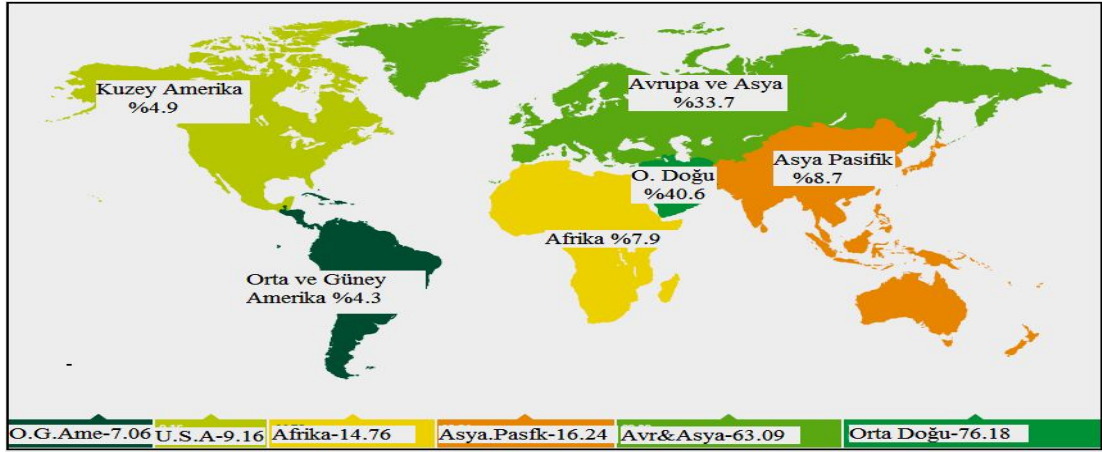 Kuzey Amerika
%4.9
Avrupa ve Asya
%33.7
O. Doğu
%40.6
Asya Pasifik
%8.7
Afrika %7.9
Orta ve Güney
Amerika %4.3
O.G.Ame-7.06
U.S.A-9.16
Afrika-14.76
Asya.Pasfk-16.24
Avr&Asya-63.09
Orta Doğu-76.18